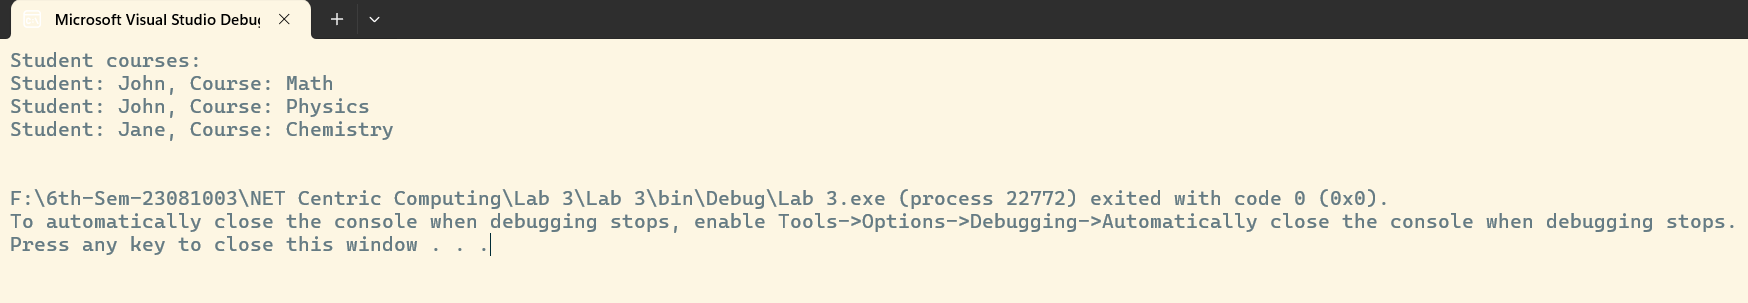 Microsoft Visual Studio Debug
Student courses:
Student: John, Course: Math
Student: John, Course: Physics
Student: Jane, Course: Chemistry
F:\6th-Sem-23081003\NET Centric Computing\Lab 3\Lab 3\bin\Debug\Lab 3.exe (process 22772) exited with code 0 (0x0).
To automatically close the console when debugging stops, enable Tools->Options->Debugging->Automatically close the console when debugging stops.
Press any key to close this window . . .